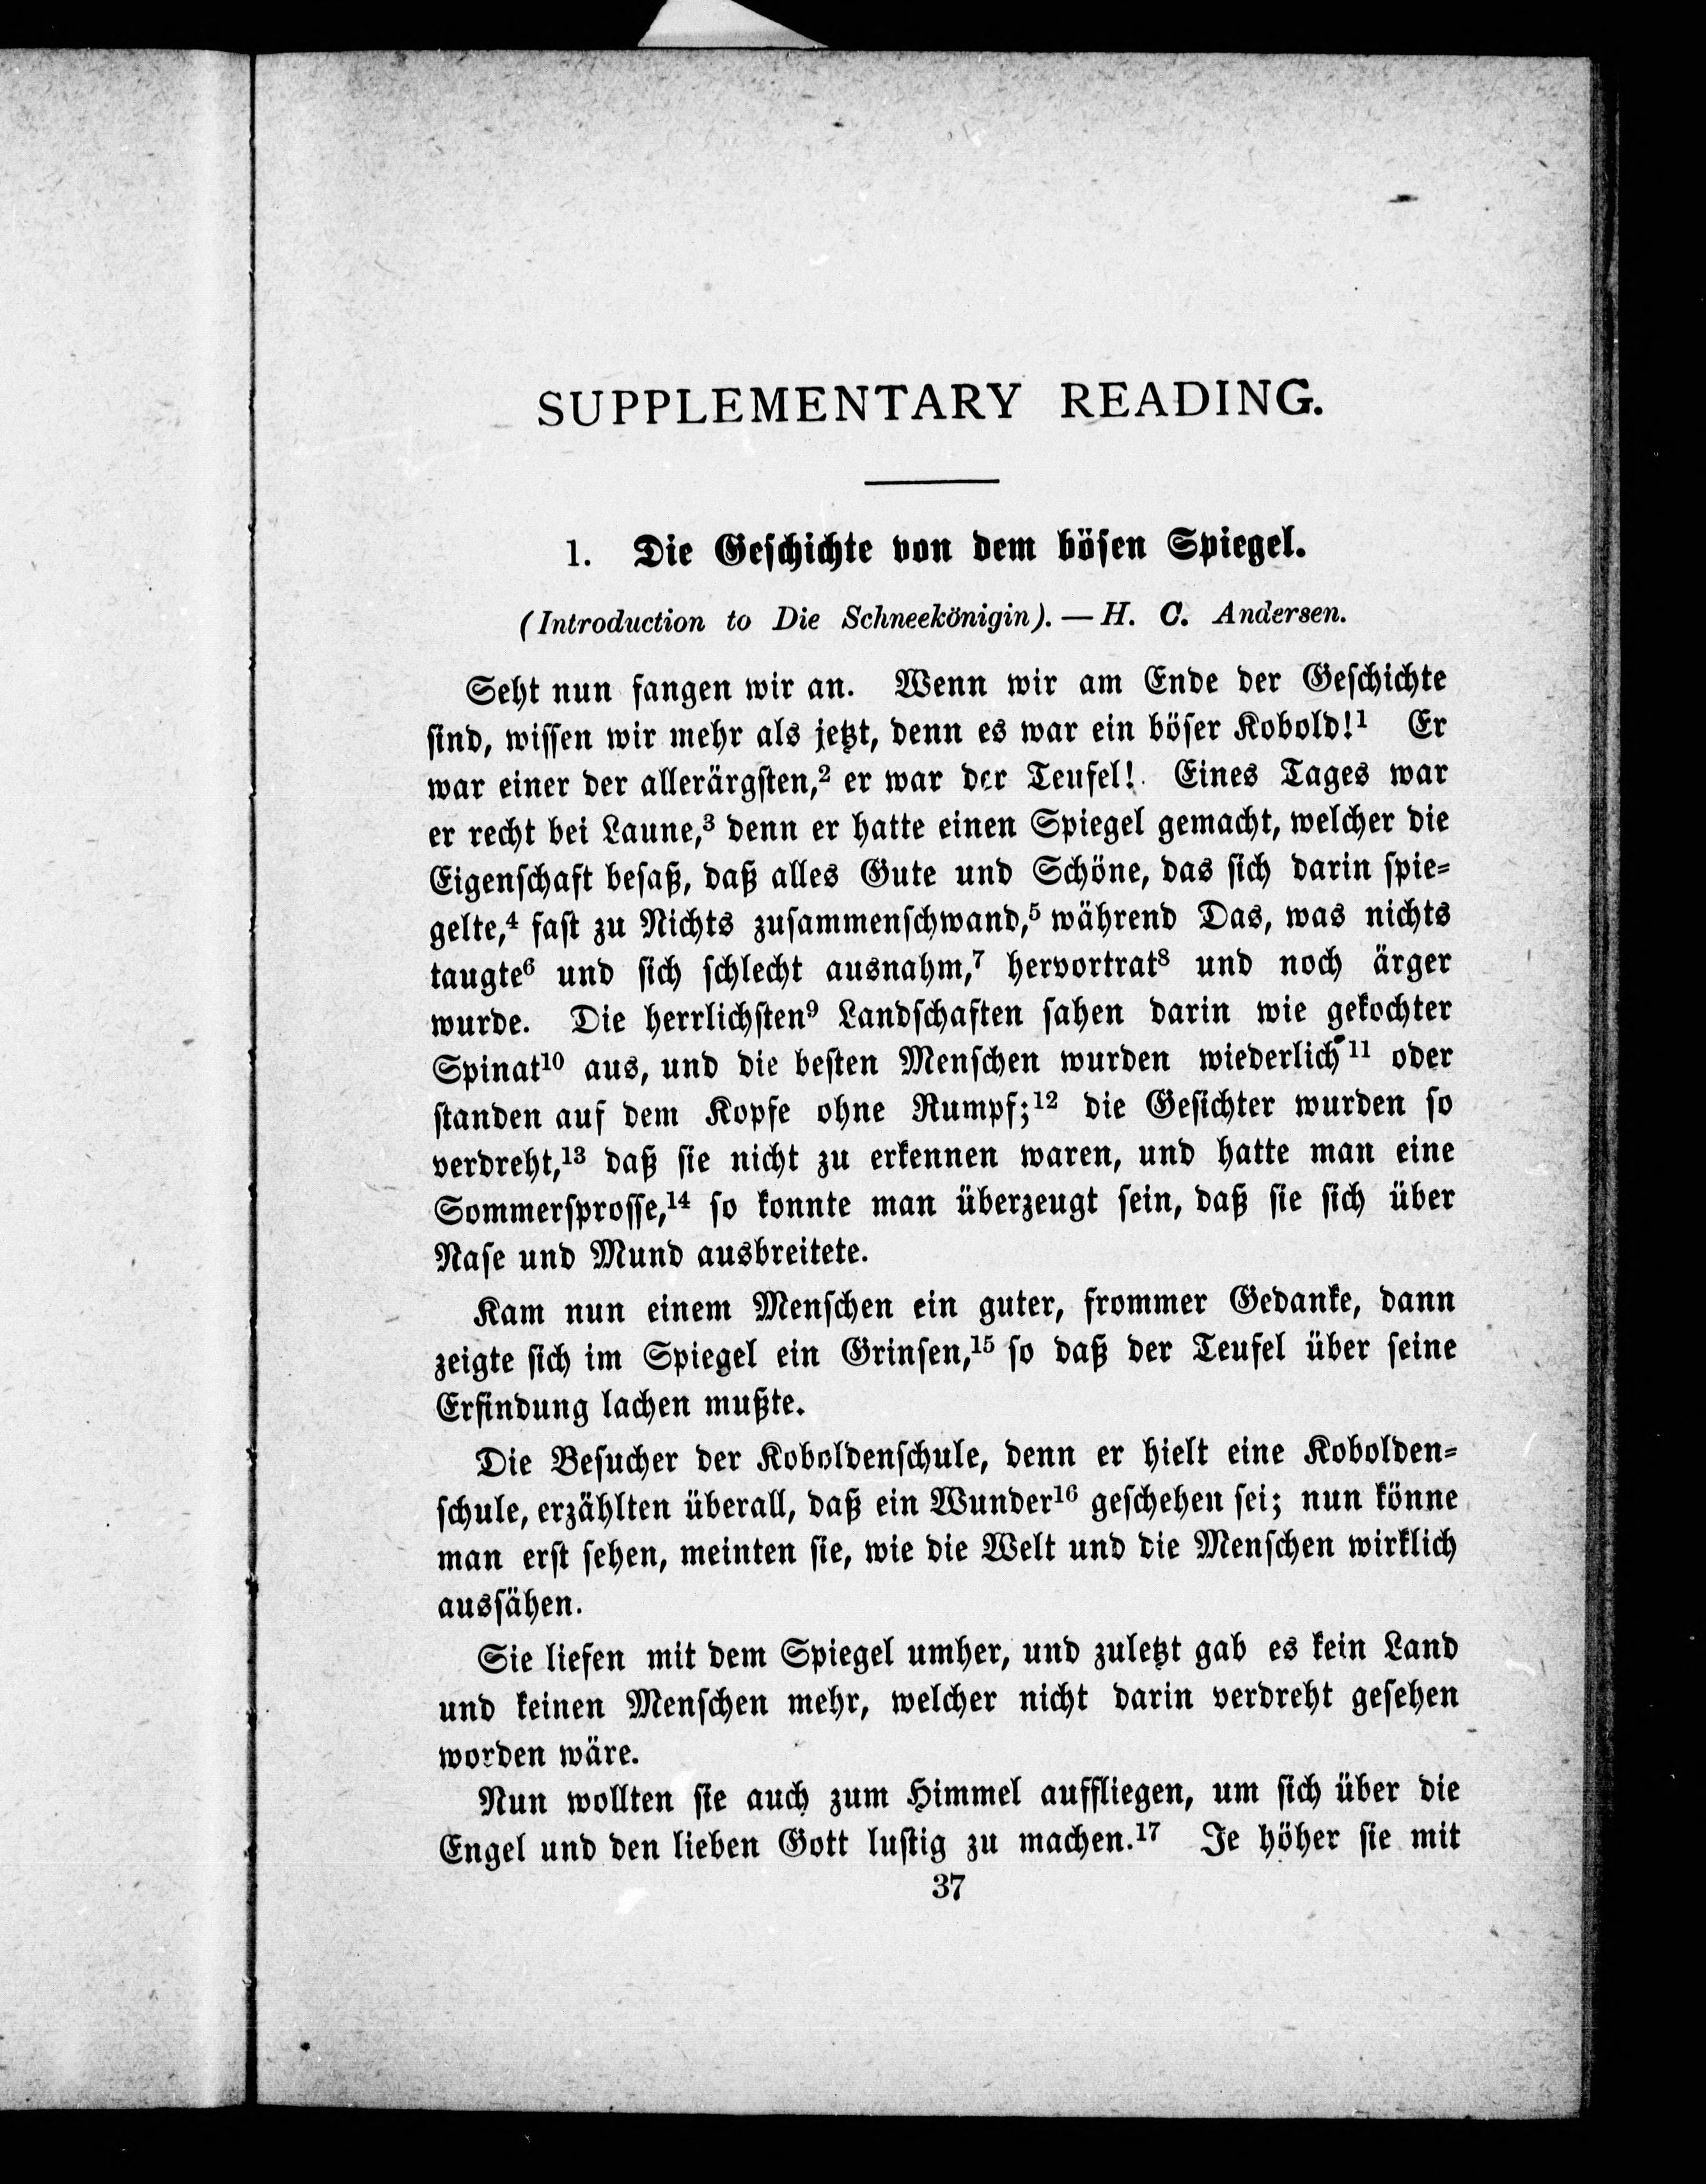 SUPPLEMENTARY READING.
1. Die Geschichte von dem bösen Spiegel.
(Introduction to Die Schneekönigin). — H. C. Andersen.
Seht nun fangen wir an. Wenn wir am Ende der Geschichte
sind, wissen wir mehr als jetzt, denn es war ein böser Kobold!¹ Er
war einer der allerärgsten,² er war der Teufel! Eines Tages war
er recht bei Laune,³ denn er hatte einen Spiegel gemacht, welcher die
Eigenschaft besaß, daß alles Gute und Schöne, das sich darin spie-
gelte,⁴ fast zu Nichts zusammenschwand,⁵ während Das, was nichts
taugte⁶ und sich schlecht ausnahm,⁷ hervortrat⁸ und noch ärger
wurde. Die herrlichsten⁹ Landschaften sahen darin wie gekochter
Spinat¹⁰ aus, und die besten Menschen wurden wiederlich¹¹ oder
standen auf dem Kopfe ohne Rumpf;¹² die Gesichter wurden so
verdreht,¹³ daß sie nicht zu erkennen waren, und hatte man eine
Sommersprosse,¹⁴ so konnte man überzeugt sein, daß sie sich über
Nase und Mund ausbreitete.
Kam nun einem Menschen ein guter, frommer Gedanke, dann
zeigte sich im Spiegel ein Grinsen,¹⁵ so daß der Teufel über seine
Erfindung lachen mußte.
Die Besucher der Koboldenschule, denn er hielt eine Kobolden-
schule, erzählten überall, daß ein Wunder¹⁶ geschehen sei; nun könne
man erst sehen, meinten sie, wie die Welt und die Menschen wirklich
aussähen.
Sie liefen mit dem Spiegel umher, und zuletzt gab es kein Land
und keinen Menschen mehr, welcher nicht darin verdreht gesehen
worden wäre.
Nun wollten sie auch zum Himmel auffliegen, um sich über die
Engel und den lieben Gott lustig zu machen.¹⁷ Je höher sie mit
37